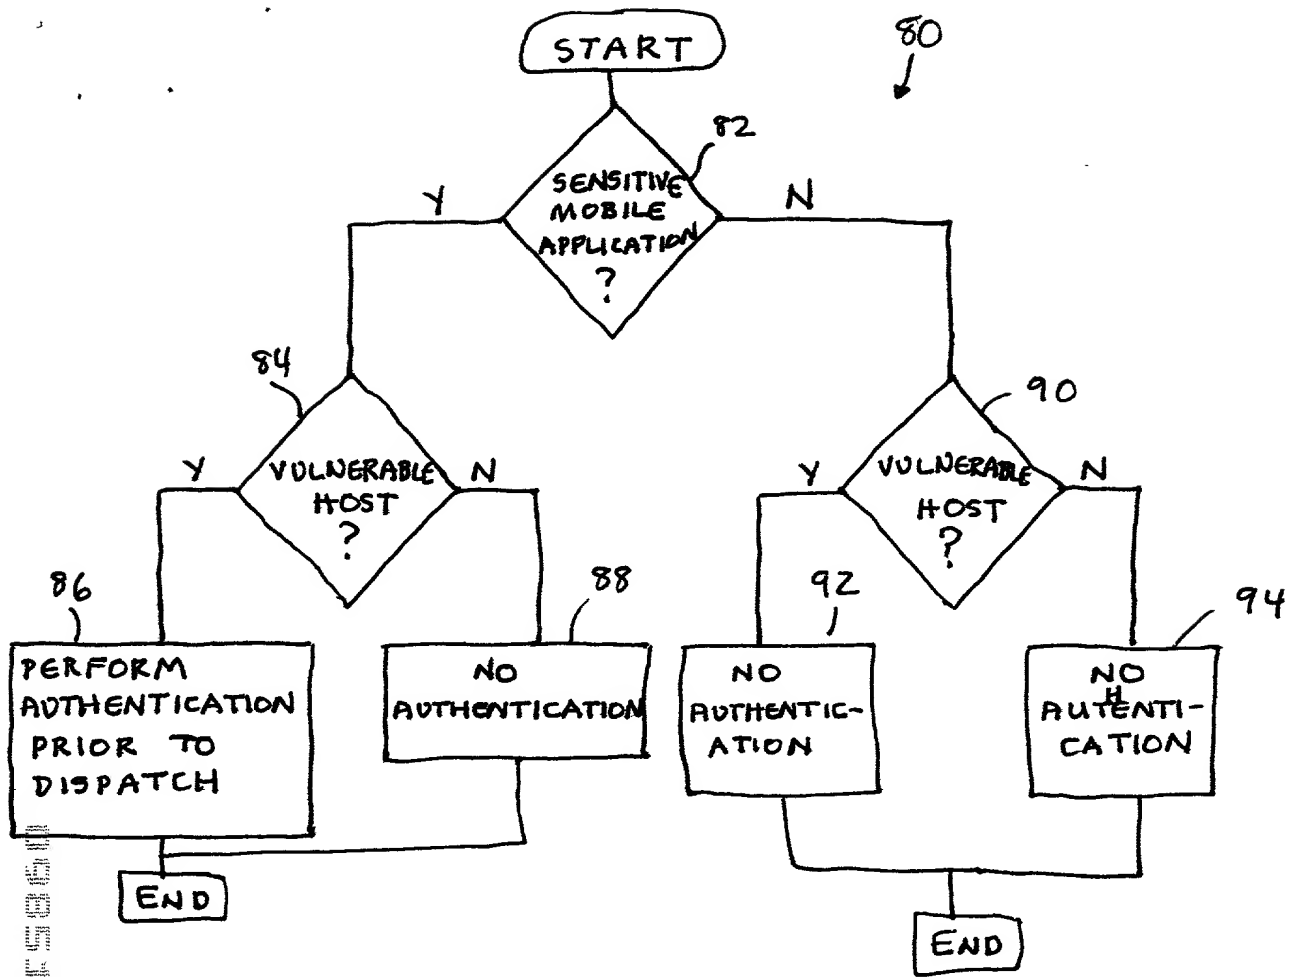 START
80
82
SENSITIVE
MOBILE
APPLICATION
?
Y
N
84
VULNERABLE
HOST
?
Y
N
90
VULNERABLE
HOST
?
Y
N
86
PERFORM
AUTHENTICATION
PRIOR TO
DISPATCH
88
NO
AUTHENTICATION
92
NO
AUTHENTIC-
ATION
94
NO
AUTHENTI-
CATION
END
END